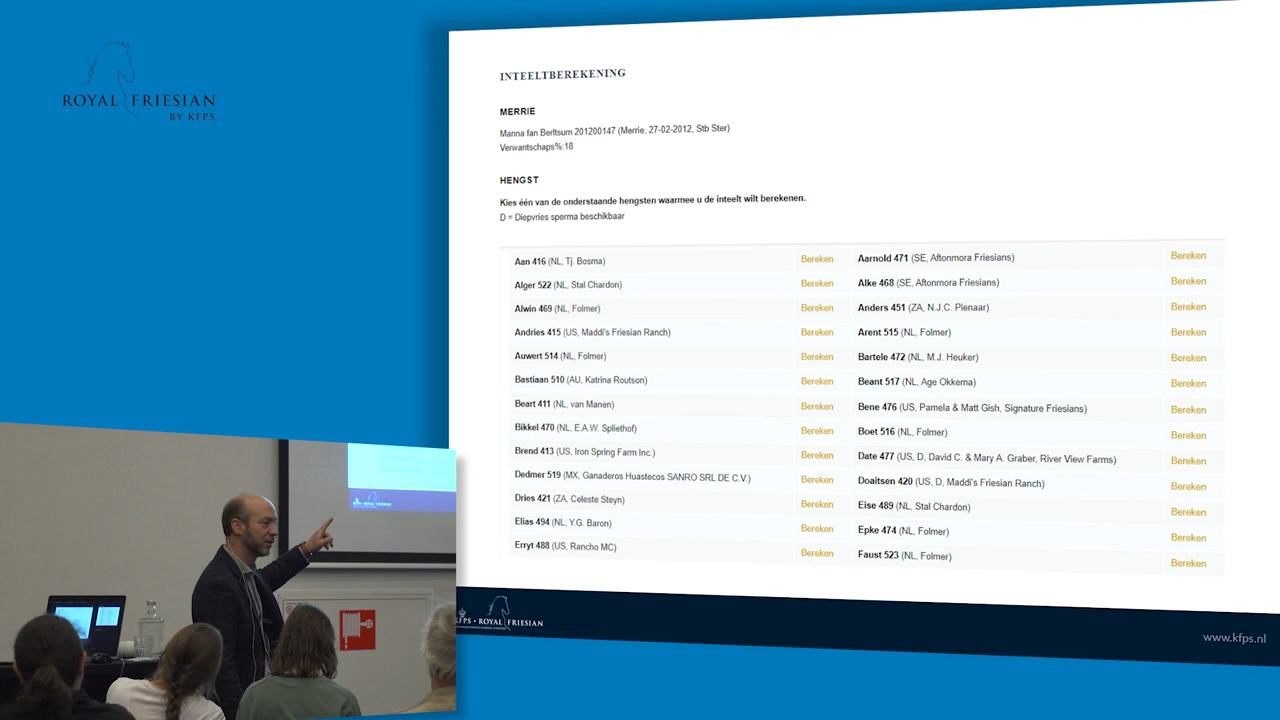 ROYAL FRIESIAN
BY KFPS
INTEELTBEREKENING
MERRIE
Manna fan Berltsum 201200147 (Merrie, 27-02-2012, Stb Ster)
Verwantschaps%:18
HENGST
Kies één van de onderstaande hengsten waarmee u de inteelt wilt berekenen.
D = Diepvries sperma beschikbaar
Aan 416 (NL, Tj. Bosma) Bereken Aarnold 471 (SE, Aftonmora Friesians) Bereken
Alger 522 (NL, Stal Chardon) Bereken Alke 468 (SE, Aftonmora Friesians) Bereken
Alwin 469 (NL, Folmer) Bereken Anders 451 (ZA, N.J.C. Pienaar) Bereken
Andries 415 (US, Maddi's Friesian Ranch) Bereken Arent 515 (NL, Folmer) Bereken
Auwert 514 (NL, Folmer) Bereken Bartele 472 (NL, M.J. Heuker) Bereken
Bastiaan 510 (AU, Katrina Routson) Bereken Beant 517 (NL, Age Okkema) Bereken
Beart 411 (NL, van Manen) Bereken Bene 476 (US, Pamela & Matt Gish, Signature Friesians) Bereken
Bikkel 470 (NL, E.A.W. Spliethof) Bereken Boet 516 (NL, Folmer) Bereken
Brend 413 (US, Iron Spring Farm Inc.) Bereken Date 477 (US, D, David C. & Mary A. Graber, River View Farms) Bereken
Dedmer 519 (MX, Ganaderos Huastecos SANRO SRL DE C.V.) Bereken Doaitsen 420 (US, D, Maddi's Friesian Ranch) Bereken
Dries 421 (ZA, Celeste Steyn) Bereken Eise 489 (NL, Stal Chardon) Bereken
Elias 494 (NL, Y.G. Baron) Bereken Epke 474 (NL, Folmer) Bereken
Erryt 488 (US, Rancho MC) Bereken Faust 523 (NL, Folmer) Bereken
KFPS • ROYAL FRIESIAN
www.kfps.nl